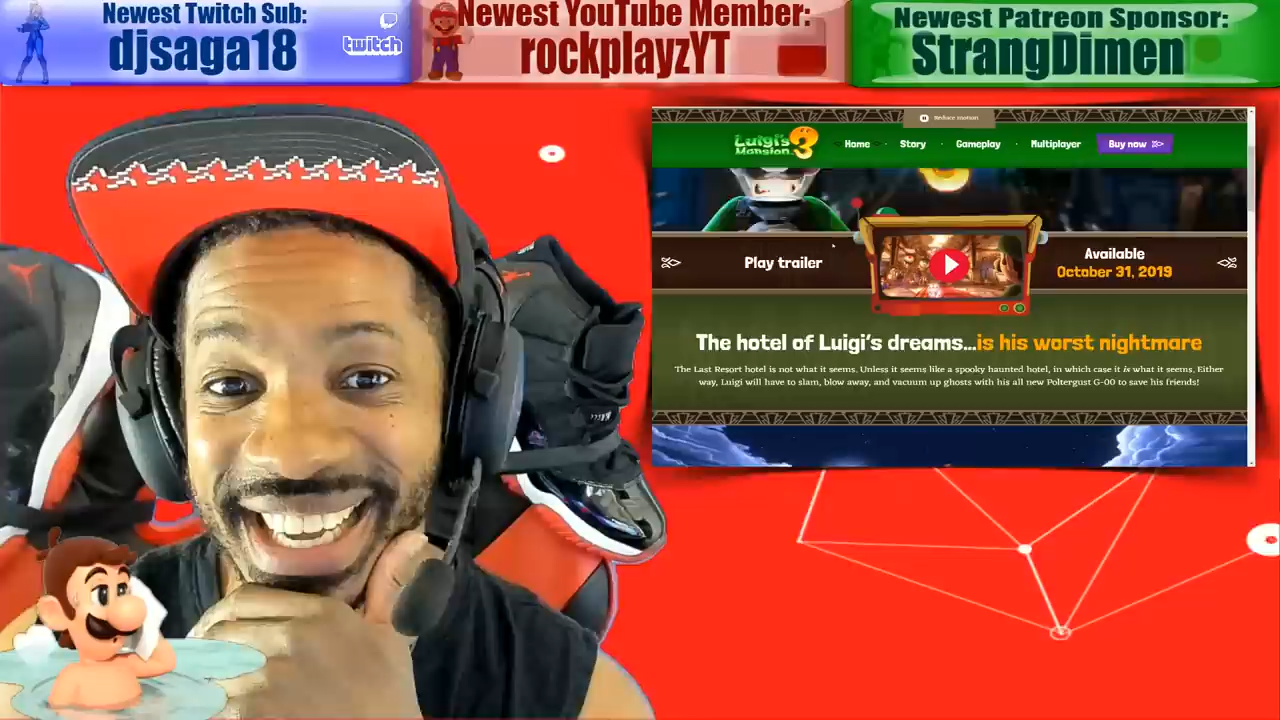 Newest Twitch Sub:
djsaga18
twitch
Newest YouTube Member:
rockplayzYT
Newest Patreon Sponsor:
StrangDimen
Reduce motion
Luigi's Mansion 3
Home
Story
Gameplay
Multiplayer
Buy now
Play trailer
Available
October 31, 2019
The hotel of Luigi's dreams...is his worst nightmare
The Last Resort hotel is not what it seems. Unless it seems like a spooky haunted hotel, in which case it is what it seems. Either
way, Luigi will have to slam, blow away, and vacuum up ghosts with his all new Poltergust G-00 to save his friends!